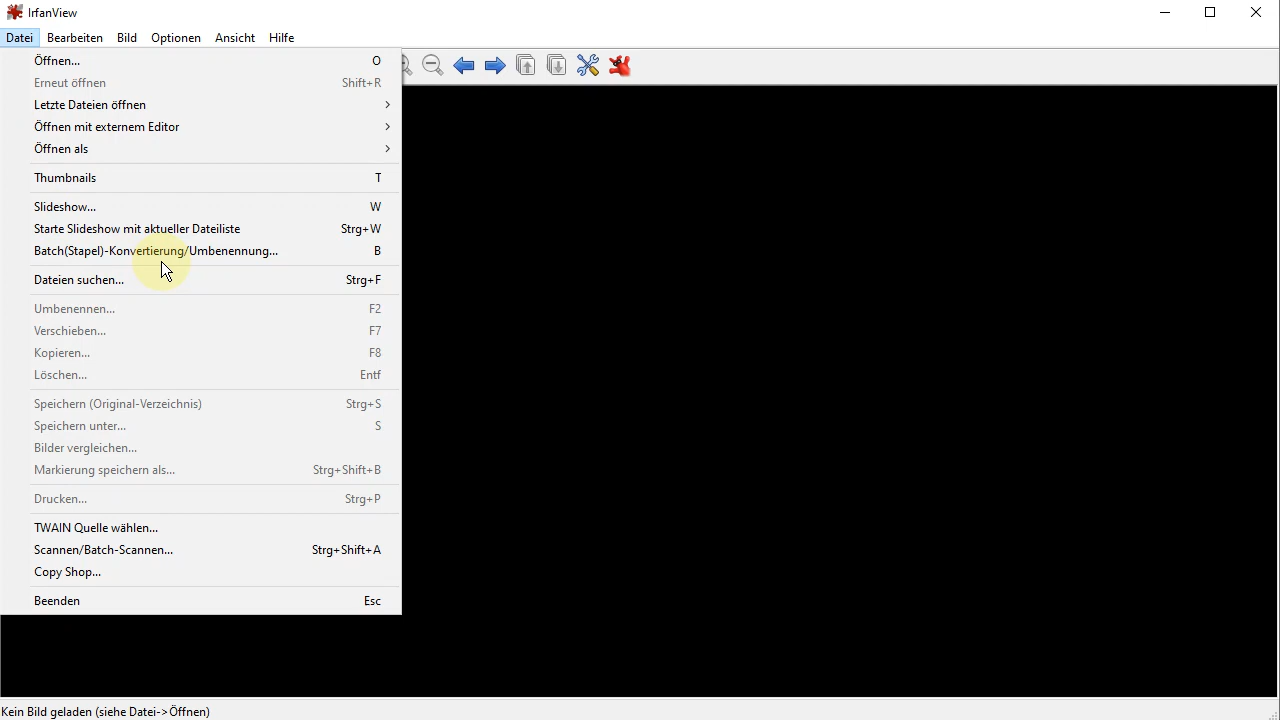 IrfanView
Datei Bearbeiten Bild Optionen Ansicht Hilfe
Öffnen... O
Erneut öffnen Shift+R
Letzte Dateien öffnen
Öffnen mit externem Editor
Öffnen als
Thumbnails T
Slideshow... W
Starte Slideshow mit aktueller Dateiliste Strg+W
Batch(Stapel)-Konvertierung/Umbenennung... B
Dateien suchen... Strg+F
Umbenennen... F2
Verschieben... F7
Kopieren... F8
Löschen... Entf
Speichern (Original-Verzeichnis) Strg+S
Speichern unter... S
Bilder vergleichen...
Markierung speichern als... Strg+Shift+B
Drucken... Strg+P
TWAIN Quelle wählen...
Scannen/Batch-Scannen... Strg+Shift+A
Copy Shop...
Beenden Esc
Kein Bild geladen (siehe Datei->Öffnen)